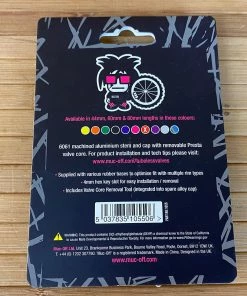 Available in 44mm, 60mm & 80mm lengths in these colours:
6061 machined aluminium stem and cap with removable Presta
valve core. For product installation and tech tips please visit:
www.muc-off.com/tubelessvalves
• Supplied with various rubber bases to optimise fit with multiple rim types
• 4mm hex key slot for easy installation / removal
• Includes Valve Core Removal Tool (integrated into spare alloy cap)
5 037835 105506 >
www.muc-off.com